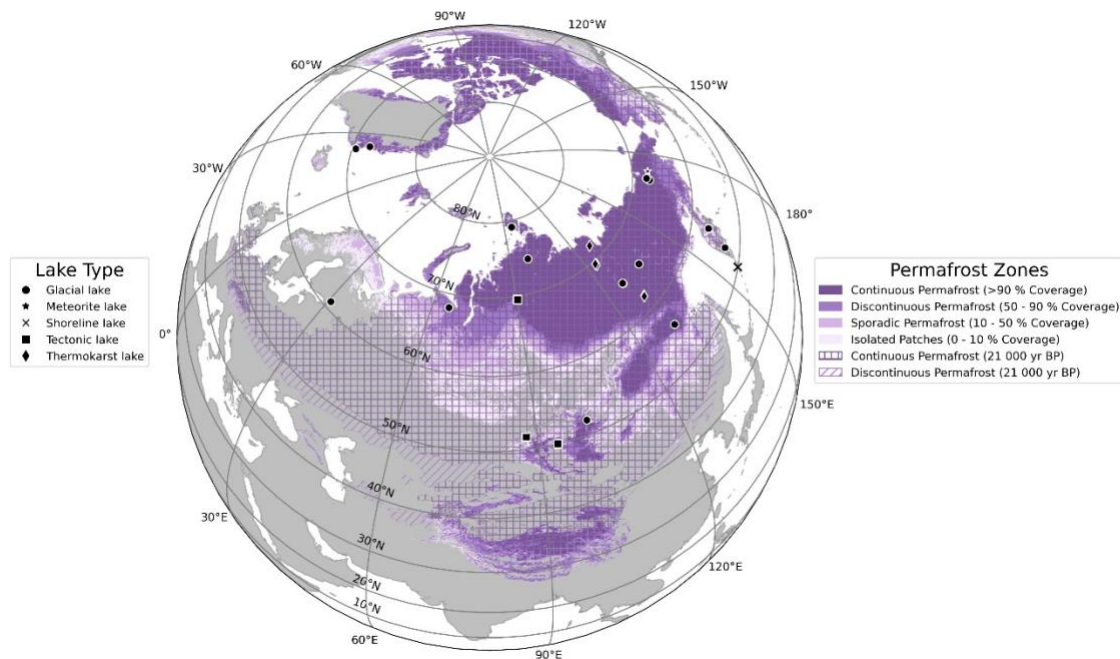 90°W
120°W
60°W
150°W
30°W
180°
80°N
70°N
0°
60°N
150°E
50°N
40°N
30°E
30°N
120°E
20°N
10°N
60°E
90°E
Lake Type
Glacial lake
Meteorite lake
Shoreline lake
Tectonic lake
Thermokarst lake
Permafrost Zones
Continuous Permafrost (>90 % Coverage)
Discontinuous Permafrost (50 - 90 % Coverage)
Sporadic Permafrost (10 - 50 % Coverage)
Isolated Patches (0 - 10 % Coverage)
Continuous Permafrost (21 000 yr BP)
Discontinuous Permafrost (21 000 yr BP)